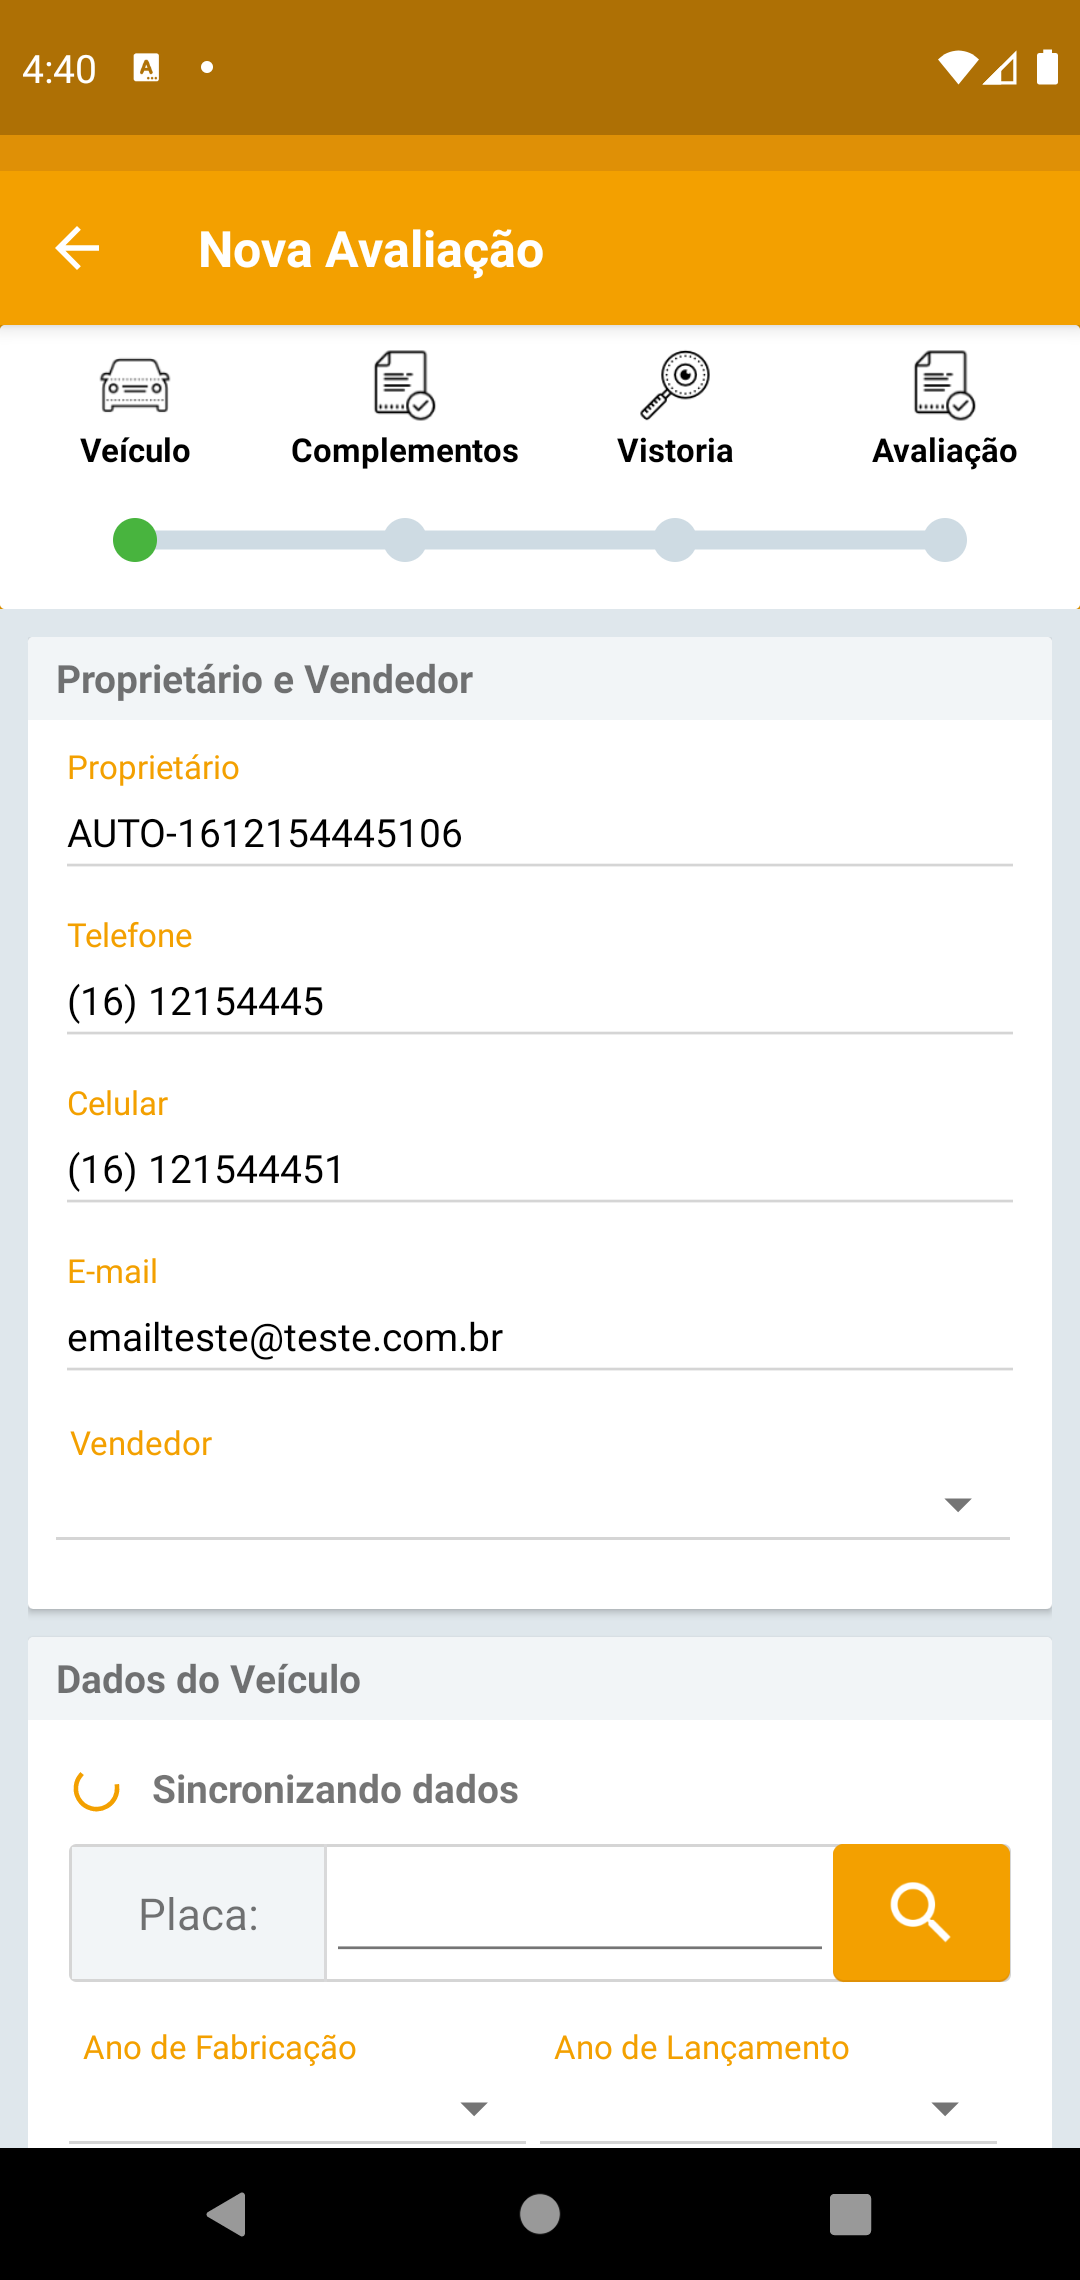 4:40
Nova Avaliação
Veículo
Complementos
Vistoria
Avaliação
Proprietário e Vendedor
Proprietário
AUTO-1612154445106
Telefone
(16) 12154445
Celular
(16) 121544451
E-mail
emailteste@teste.com.br
Vendedor
Dados do Veículo
Sincronizando dados
Placa:
Ano de Fabricação
Ano de Lançamento